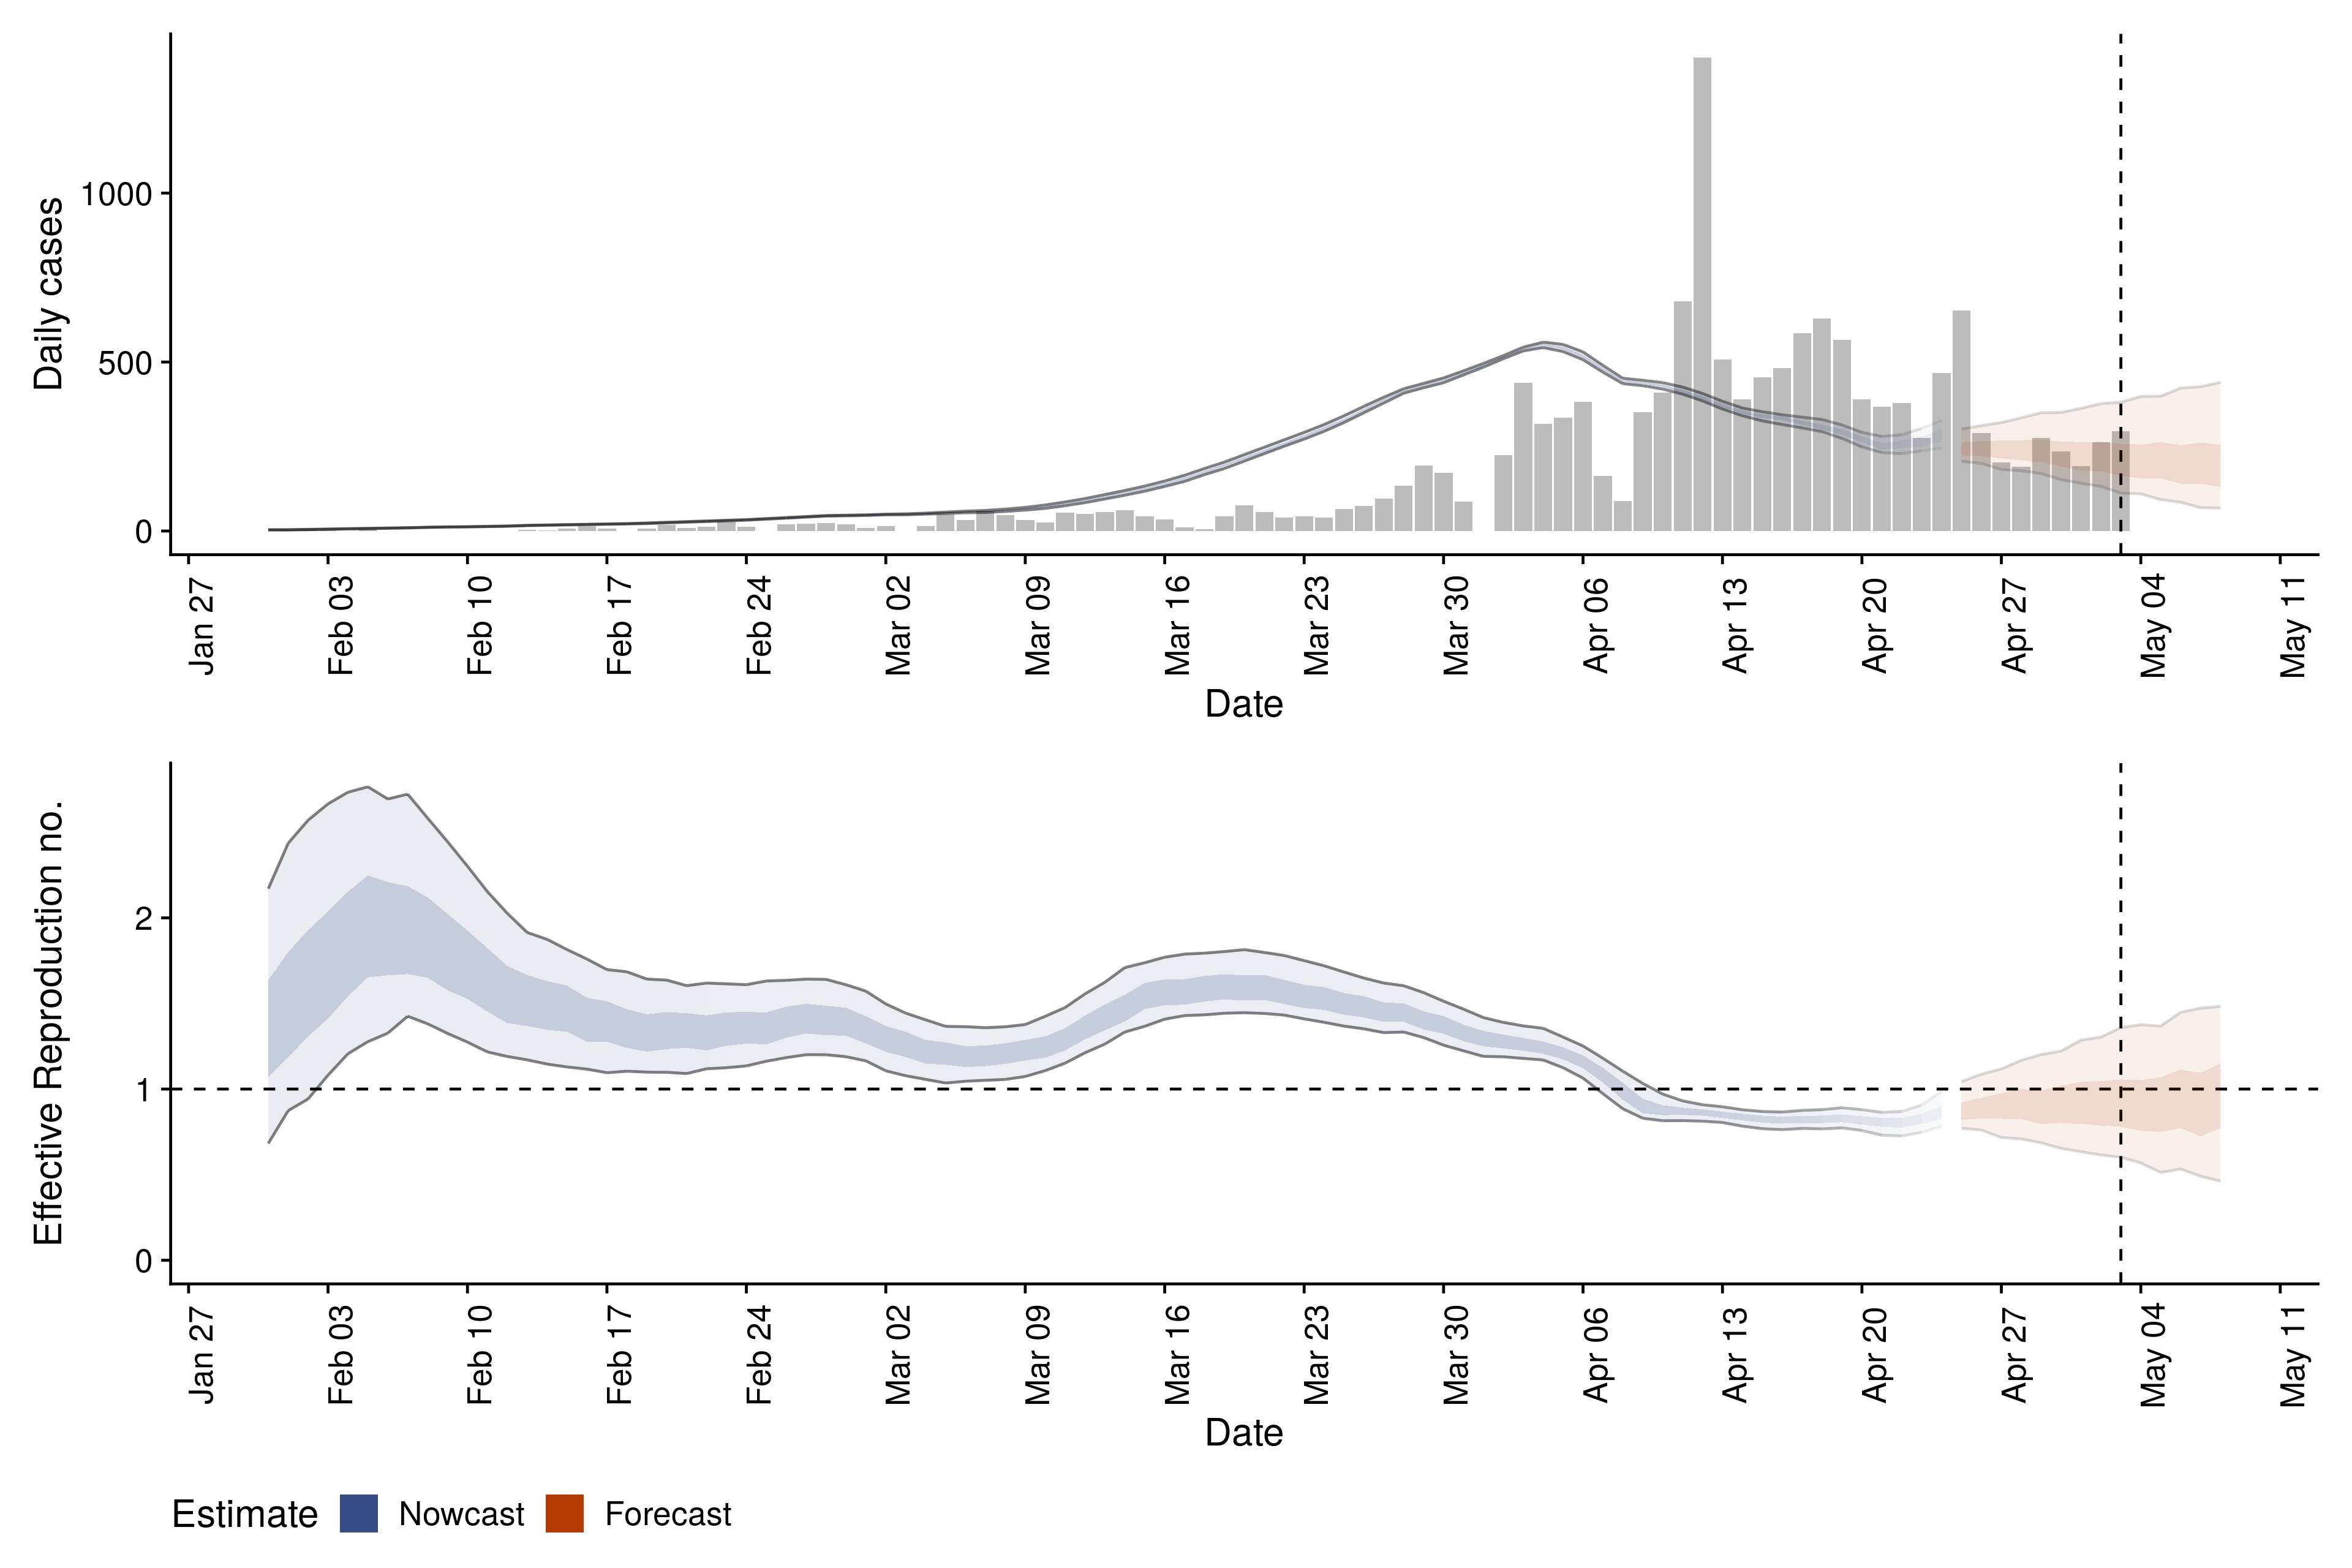 Daily cases
1000
500
0
Jan 27
Feb 03
Feb 10
Feb 17
Feb 24
Mar 02
Mar 09
Mar 16
Mar 23
Mar 30
Apr 06
Apr 13
Apr 20
Apr 27
May 04
May 11
Date
Effective Reproduction no.
2
1
0
Jan 27
Feb 03
Feb 10
Feb 17
Feb 24
Mar 02
Mar 09
Mar 16
Mar 23
Mar 30
Apr 06
Apr 13
Apr 20
Apr 27
May 04
May 11
Date
Estimate Nowcast Forecast